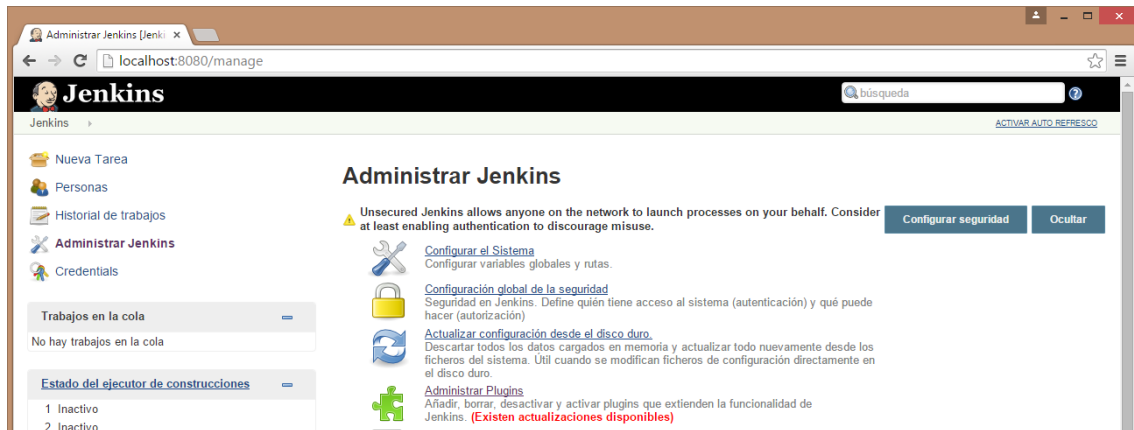 Administrar Jenkins [Jenki
localhost:8080/manage
Jenkins
búsqueda
Jenkins
ACTIVAR AUTO REFRESCO
Nueva Tarea
Personas
Historial de trabajos
Administrar Jenkins
Credentials
Trabajos en la cola
No hay trabajos en la cola
Estado del ejecutor de construcciones
1 Inactivo
2 Inactivo
Administrar Jenkins
Unsecured Jenkins allows anyone on the network to launch processes on your behalf. Consider
at least enabling authentication to discourage misuse.
Configurar seguridad
Ocultar
Configurar el Sistema
Configurar variables globales y rutas.
Configuración global de la seguridad
Seguridad en Jenkins. Define quién tiene acceso al sistema (autenticación) y qué puede
hacer (autorización)
Actualizar configuración desde el disco duro.
Descartar todos los datos cargados en memoria y actualizar todo nuevamente desde los
ficheros del sistema. Útil cuando se modifican ficheros de configuración directamente en
el disco duro.
Administrar Plugins
Añadir, borrar, desactivar y activar plugins que extienden la funcionalidad de
Jenkins. (Existen actualizaciones disponibles)